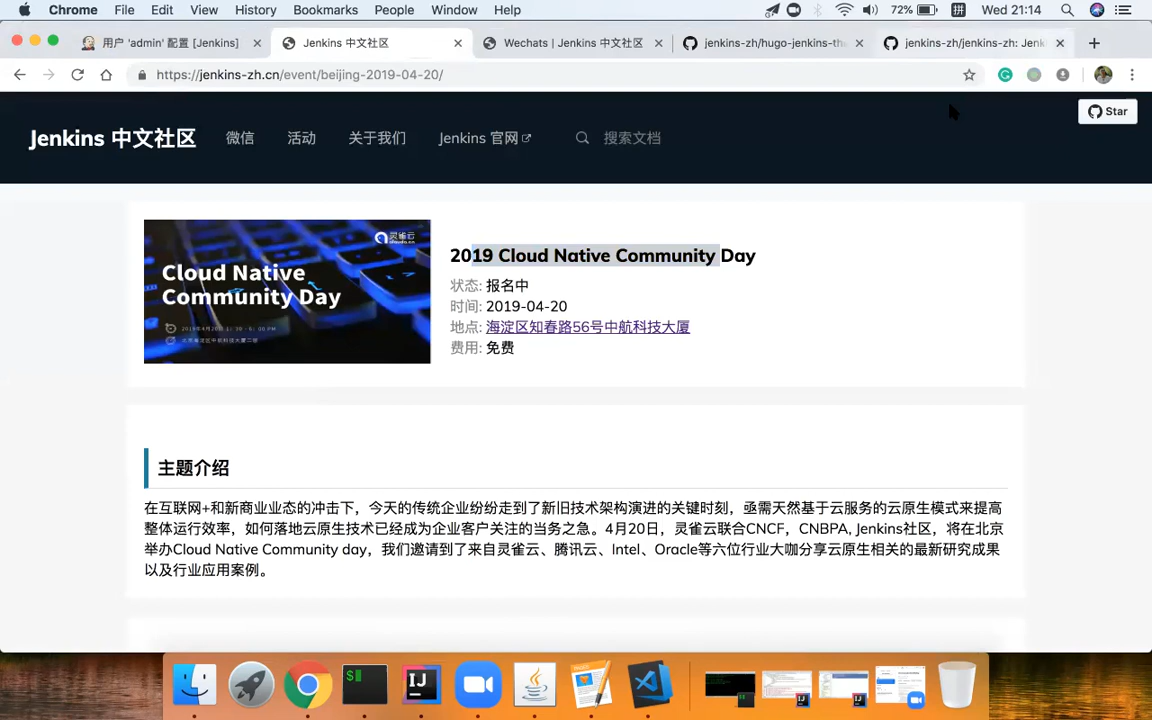 Chrome File Edit View History Bookmarks People Window Help 72% 拼 Wed 21:14
用户 'admin' 配置 [Jenkins]
Jenkins 中文社区
Wechats | Jenkins 中文社区
jenkins-zh/hugo-jenkins-th
jenkins-zh/jenkins-zh: Jenk
https://jenkins-zh.cn/event/beijing-2019-04-20/
Star
Jenkins 中文社区 微信 活动 关于我们 Jenkins 官网 搜索文档
灵雀云
Cloud Native
Community Day
2019 Cloud Native Community Day
状态: 报名中
时间: 2019-04-20
地点: 海淀区知春路56号中航科技大厦
费用: 免费
主题介绍
在互联网+和新商业业态的冲击下，今天的传统企业纷纷走到了新旧技术架构演进的关键时刻，亟需天然基于云服务的云原生模式来提高
整体运行效率，如何落地云原生技术已经成为企业客户关注的当务之急。4月20日，灵雀云联合CNCF，CNBPA, Jenkins社区，将在北京
举办Cloud Native Community day，我们邀请到了来自灵雀云、腾讯云、Intel、Oracle等六位行业大咖分享云原生相关的最新研究成果
以及行业应用案例。
$
IJ